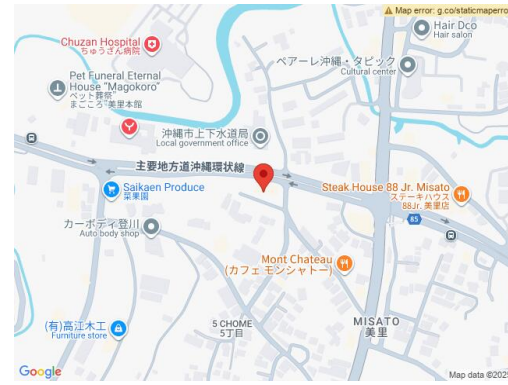 Map error: g.co/staticmaperro
Hair Dco
Hair salon
Chuzan Hospital
ちゅうざん病院
ペアーレ沖縄・タピック
Cultural center
Pet Funeral Eternal
House "Magokoro"
ペット葬祭
まごころ 美里本館
沖縄市上下水道局
Local government office
主要地方道沖縄環状線
Saikaen Produce
菜果園
Steak House 88 Jr. Misato
ステーキハウス
88Jr. 美里店
85
カーボディ登川
Auto body shop
Mont Chateau
(カフェ モンシャトー)
(有)高江木工
Furniture store
5 CHOME
5丁目
MISATO
美里
Google
Map data ©2025